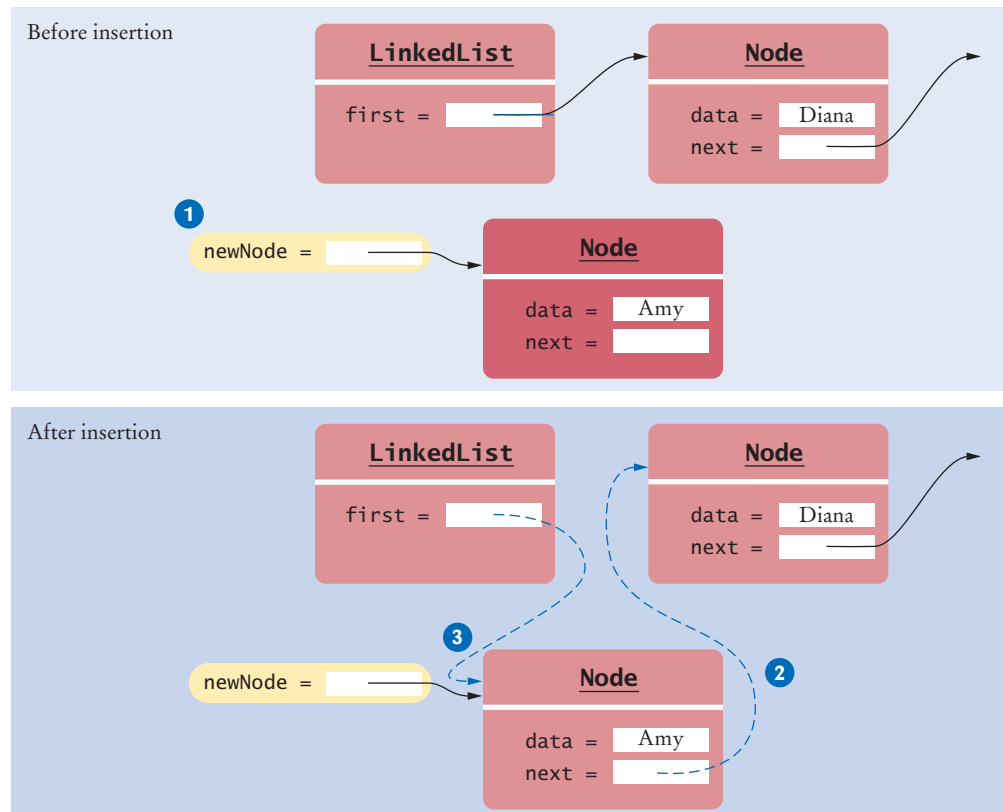 Before insertion
LinkedList
Node
first =
data = Diana
next =
1
newNode =
Node
data = Amy
next =
After insertion
LinkedList
Node
first =
data = Diana
next =
3
newNode =
Node
2
data = Amy
next =